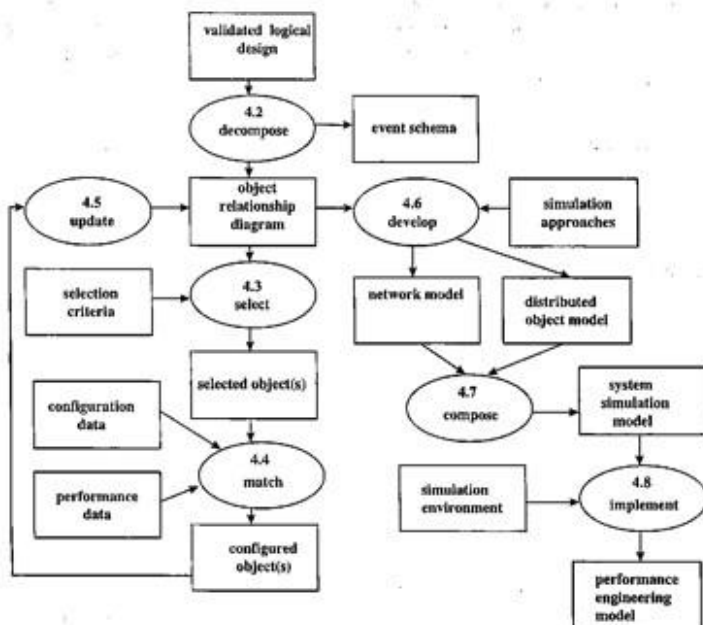 validated logical
design
4.2
decompose
event schema
4.5
update
object
relationship
diagram
4.6
develop
simulation
approaches
selection
criteria
4.3
select
network model
distributed
object model
selected object(s)
configuration
data
4.7
compose
system
simulation
model
4.4
match
performance
data
simulation
environment
4.8
implement
configured
object(s)
performance
engineering
model